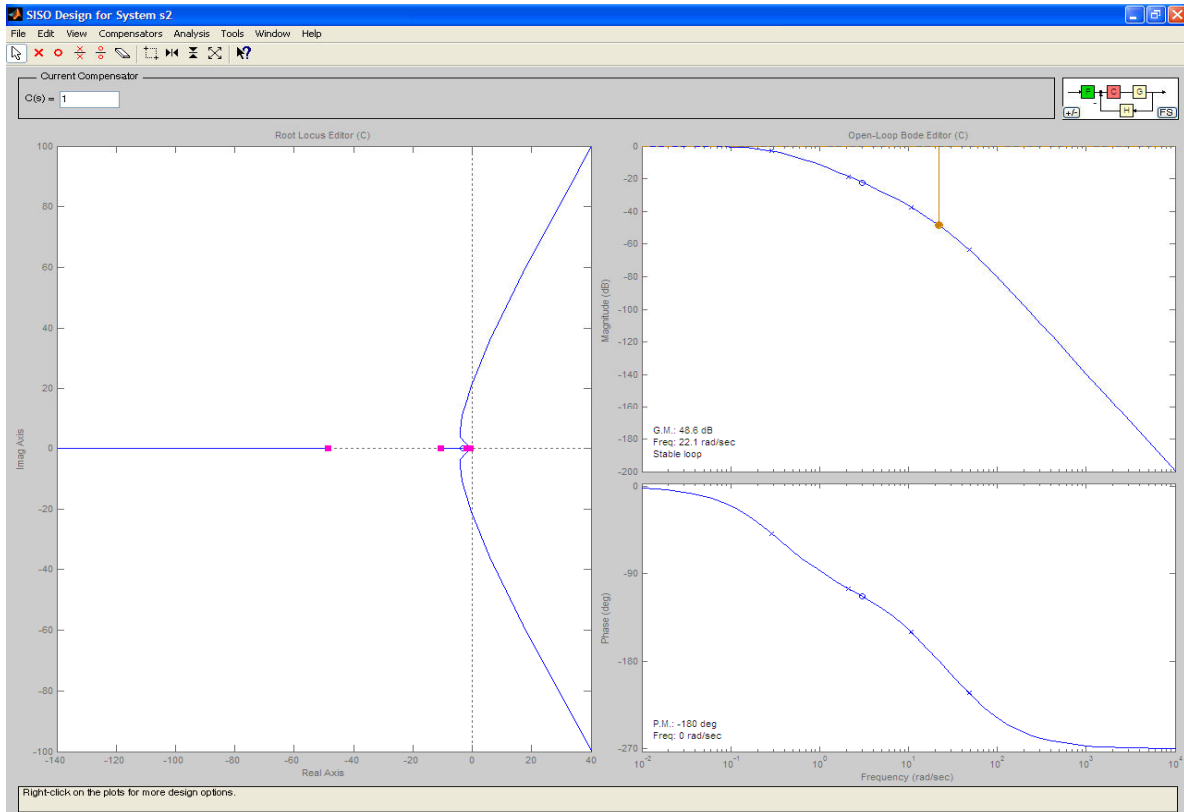 SISO Design for System s2
File Edit View Compensators Analysis Tools Window Help
Current Compensator
C(s) = 1
F C G
H
+/- FS
Root Locus Editor (C)
100
80
60
40
20
0
-20
-40
-60
-80
-100
Imag Axis
-140 -120 -100 -80 -60 -40 -20 0 20 40
Real Axis
Open-Loop Bode Editor (C)
0
-20
-40
-60
-80
-100
-120
-140
-160
-180
-200
Magnitude (dB)
G.M.: 48.6 dB
Freq: 22.1 rad/sec
Stable loop
0
-90
-180
-270
Phase (deg)
P.M.: -180 deg
Freq: 0 rad/sec
10^-2 10^-1 10^0 10^1 10^2 10^3 10^4
Frequency (rad/sec)
Right-click on the plots for more design options.